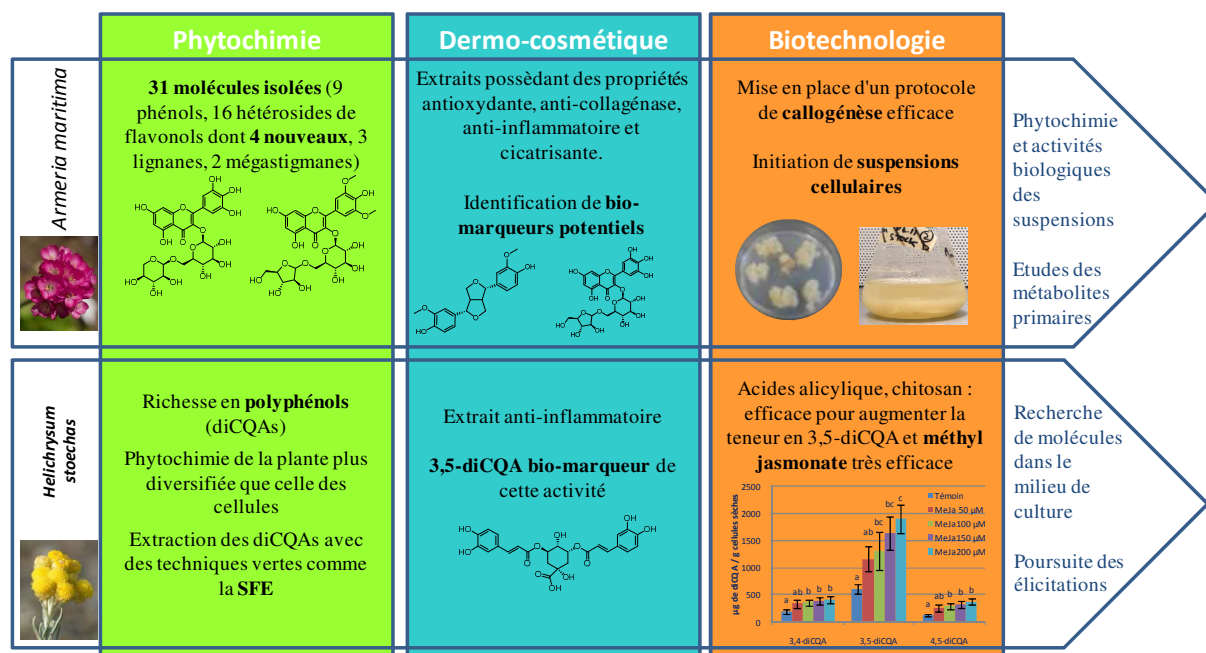 Phytochimie
Dermo-cosmétique
Biotechnologie
Armeria maritima
31 molécules isolées (9
phénols, 16 hétérosides de
flavonols dont 4 nouveaux, 3
lignanes, 2 mégastigmanes)
Extraits possèdant des propriétés
antioxydante, anti-collagénase,
anti-inflammatoire et
cicatrisante.
Identification de bio-
marqueurs potentiels
Mise en place d'un protocole
de callogénèse efficace
Initiation de suspensions
cellulaires
Phytochimie
et activités
biologiques
des
suspensions
Etudes des
métabolites
primaires
Helichrysum
stoechas
Richesse en polyphénols
(diCQAs)
Phytochimie de la plante plus
diversifiée que celle des
cellules
Extraction des diCQAs avec
des techniques vertes comme
la SFE
Extrait anti-inflammatoire
3,5-diCQA bio-marqueur de
cette activité
Acides alicylique, chitosan :
efficace pour augmenter la
teneur en 3,5-diCQA et méthyl
jasmonate très efficace
µg de diCQA / g cellules sèches
2500
2000
1500
1000
500
0
Témoin
MeJa 50 µM
MeJa100 µM
MeJa150 µM
MeJa200 µM
a ab b b b
a ab bc bc c
a ab b b b
3,4-diCQA 3,5-diCQA 4,5-diCQA
Recherche
de molécules
dans le
milieu de
culture
Poursuite des
élicitations